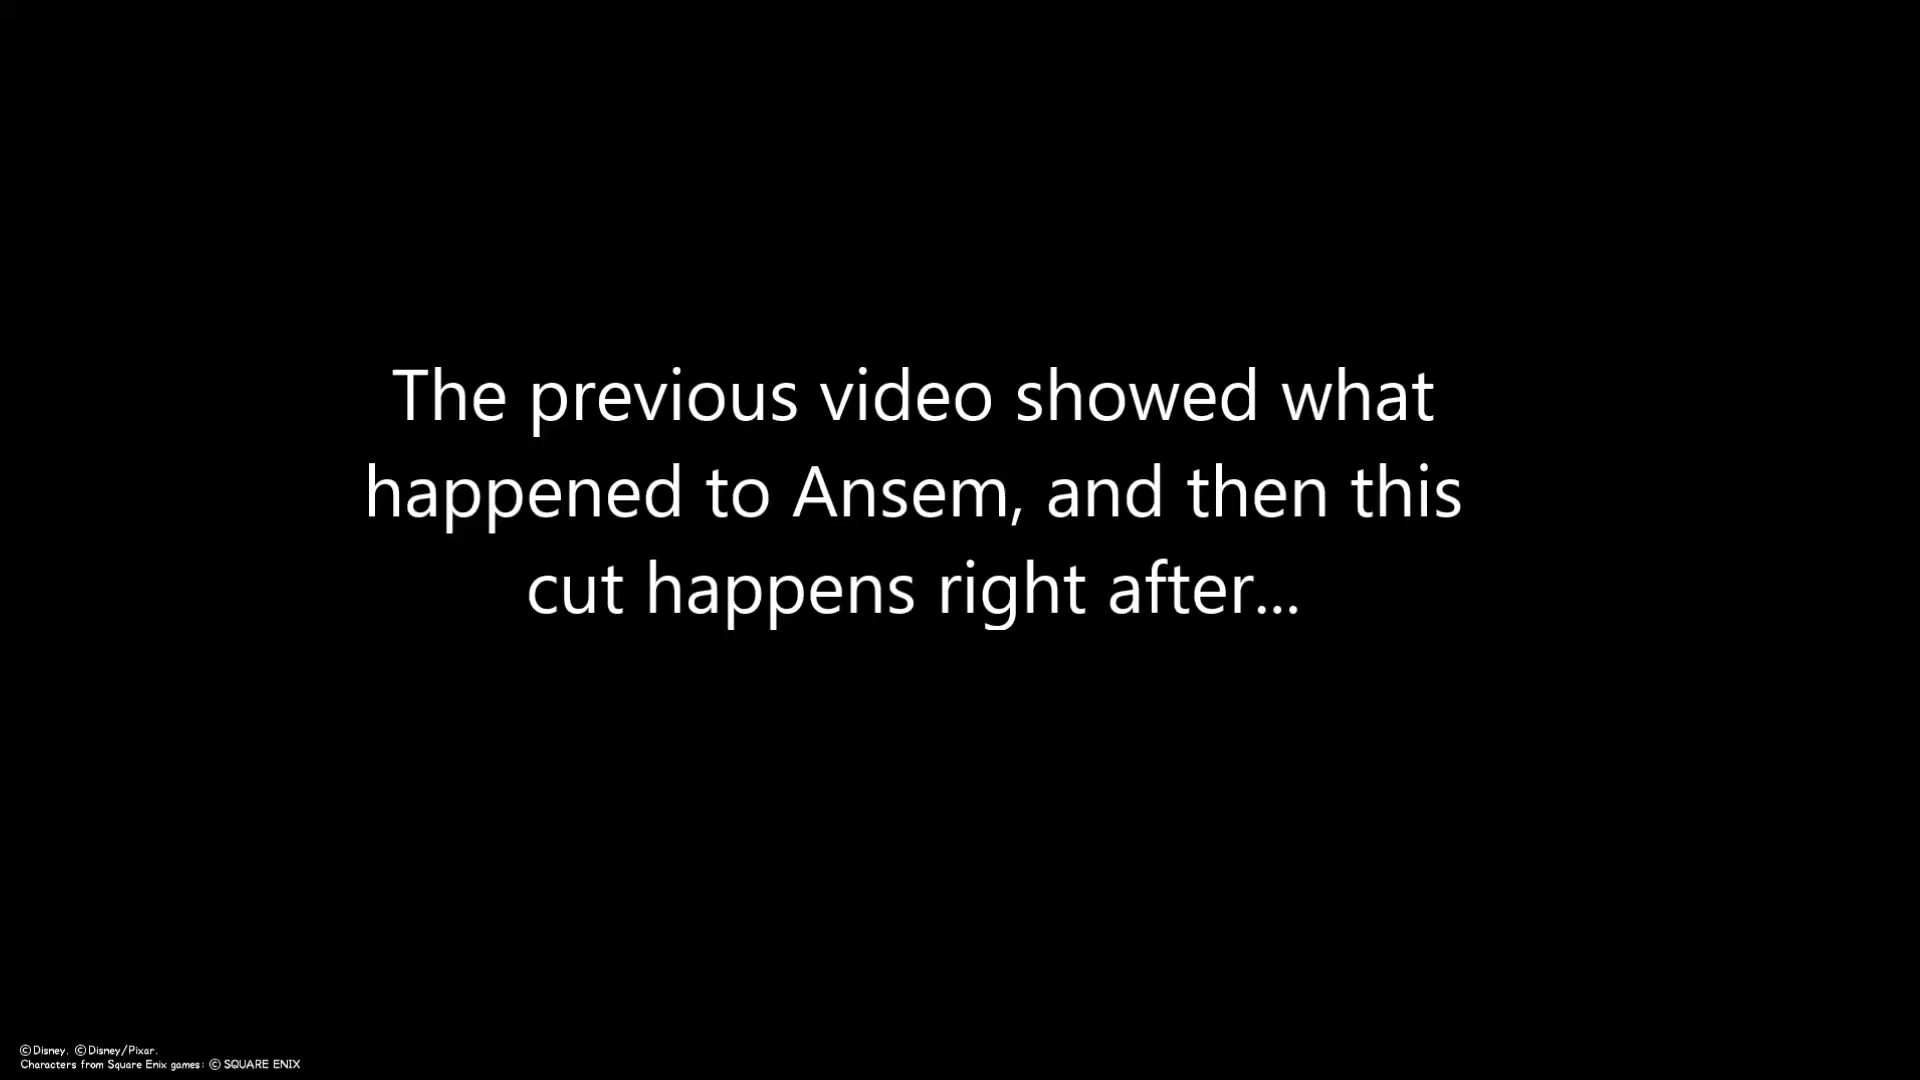 The previous video showed what
happened to Ansem, and then this
cut happens right after...
©Disney. ©Disney/Pixar.
Characters from Square Enix games: © SQUARE ENIX